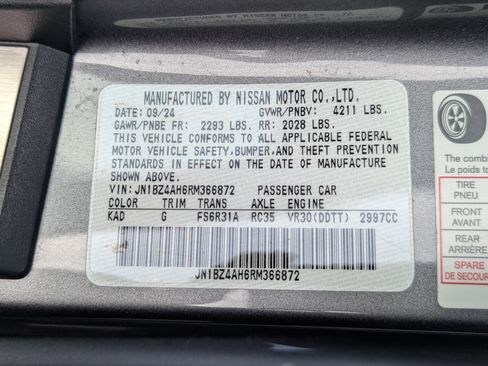 MANUFACTURED BY NISSAN MOTOR CO.,LTD.
DATE: 09/24 GVWR/PNBV: 4211 LBS.
GAWR/PNBE FR: 2293 LBS. RR: 2028 LBS.
THIS VEHICLE CONFORMS TO ALL APPLICABLE FEDERAL
MOTOR VEHICLE SAFETY,BUMPER,AND THEFT PREVENTION
STANDARDS IN EFFECT ON THE DATE OF MANUFACTURE
SHOWN ABOVE.
VIN: JN1BZ4AH6RM366872 PASSENGER CAR
COLOR TRIM TRANS AXLE ENGINE
KAD G FS6R31A RC35 VR30(DDTT) 2997CC
JN1BZ4AH6RM366872
The combi
Le poids to
TIRE
PNEU
FRONT
AVANT
REAR
ARRIÈRE
SPARE
DE SECOURS